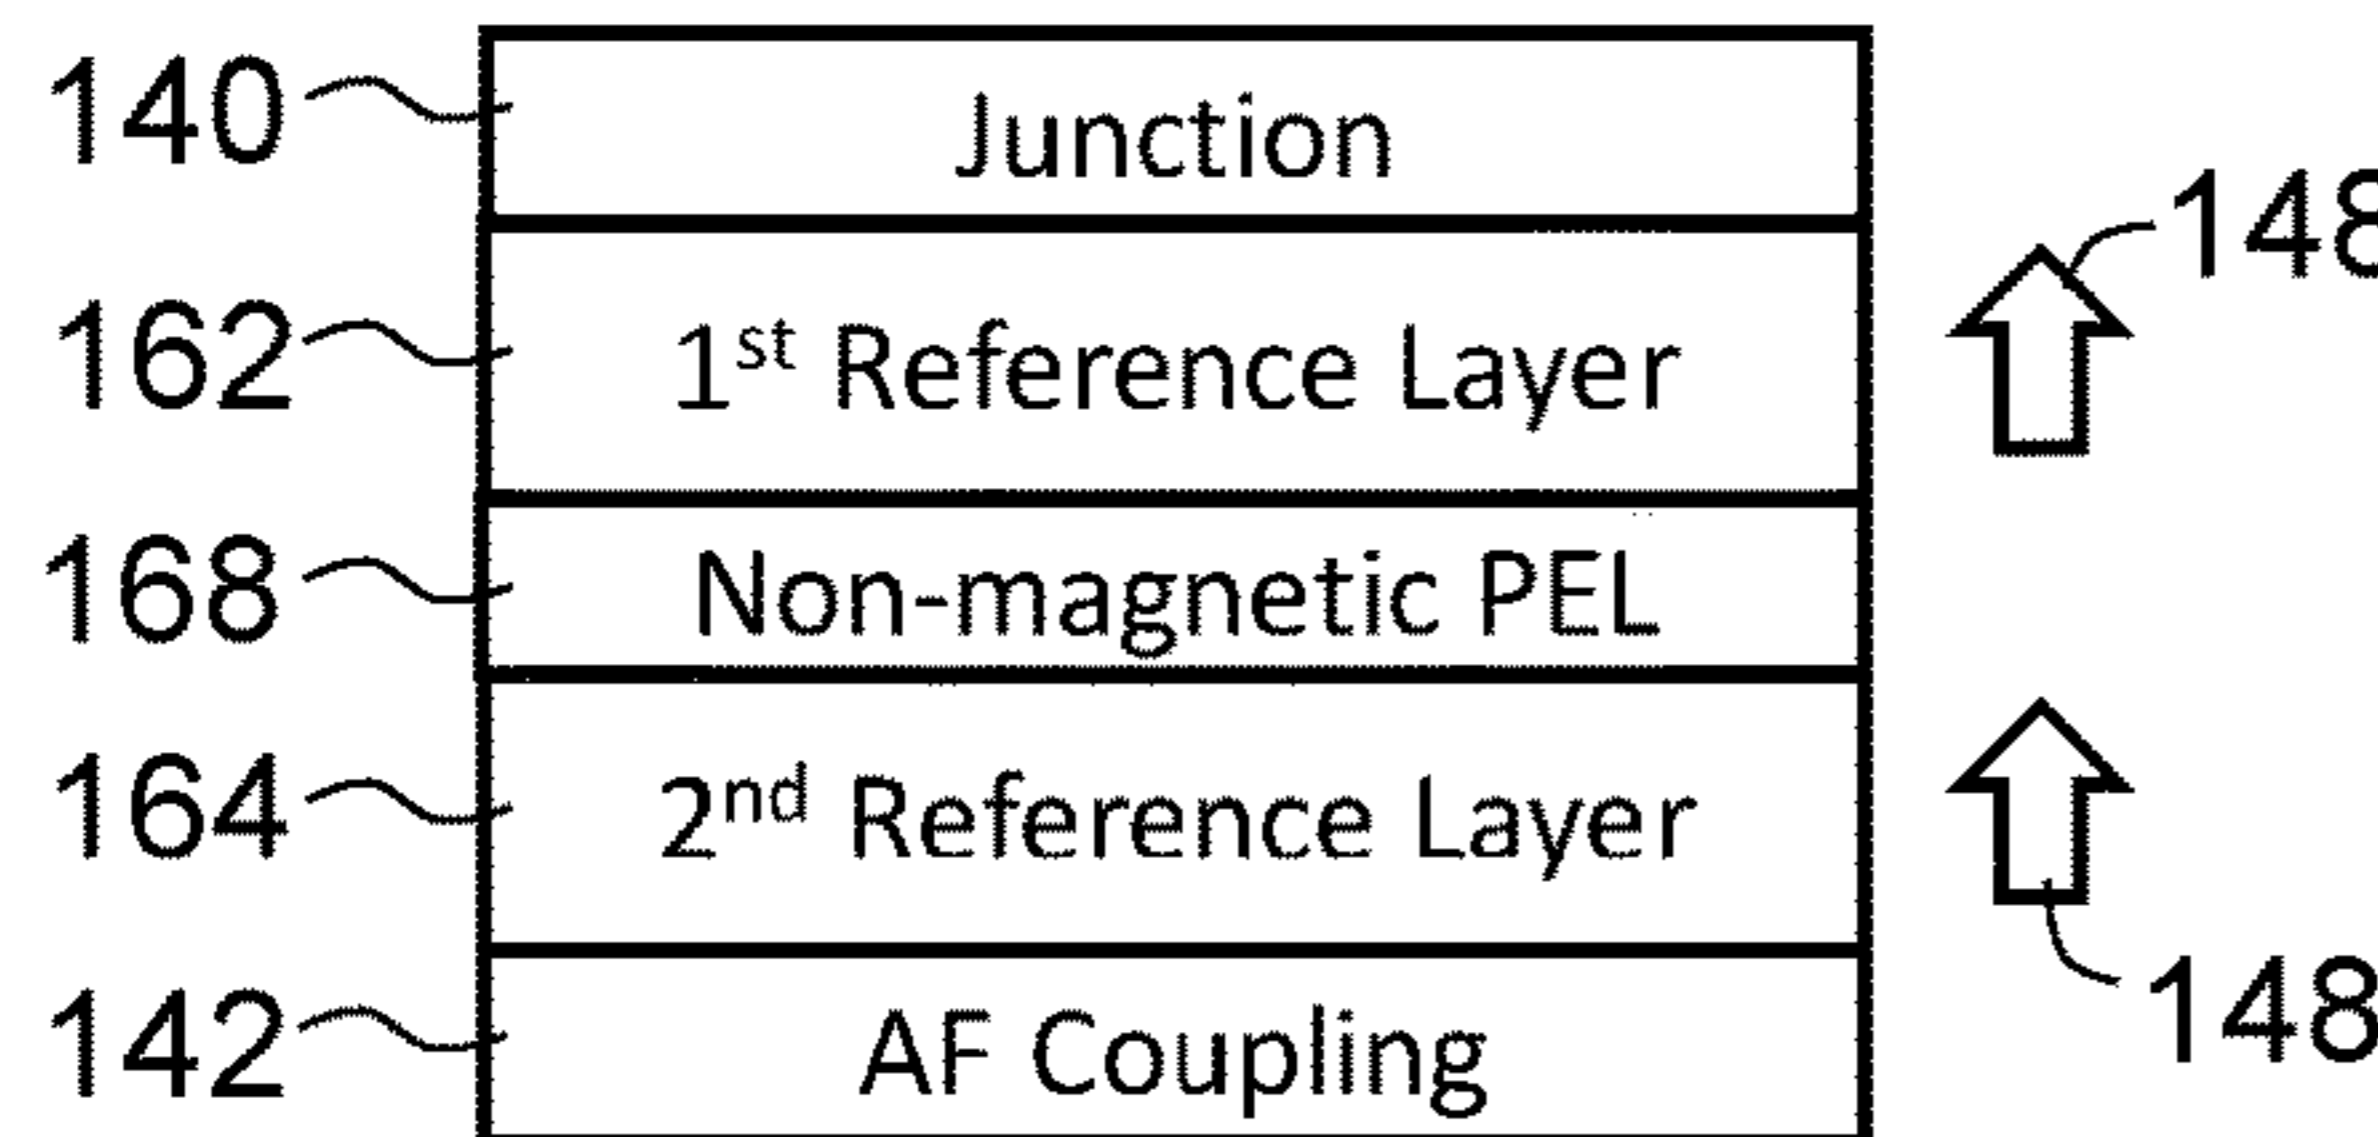 140 Junction
148
162 1st Reference Layer
168 Non-magnetic PEL
164 2nd Reference Layer
142 AF Coupling
148